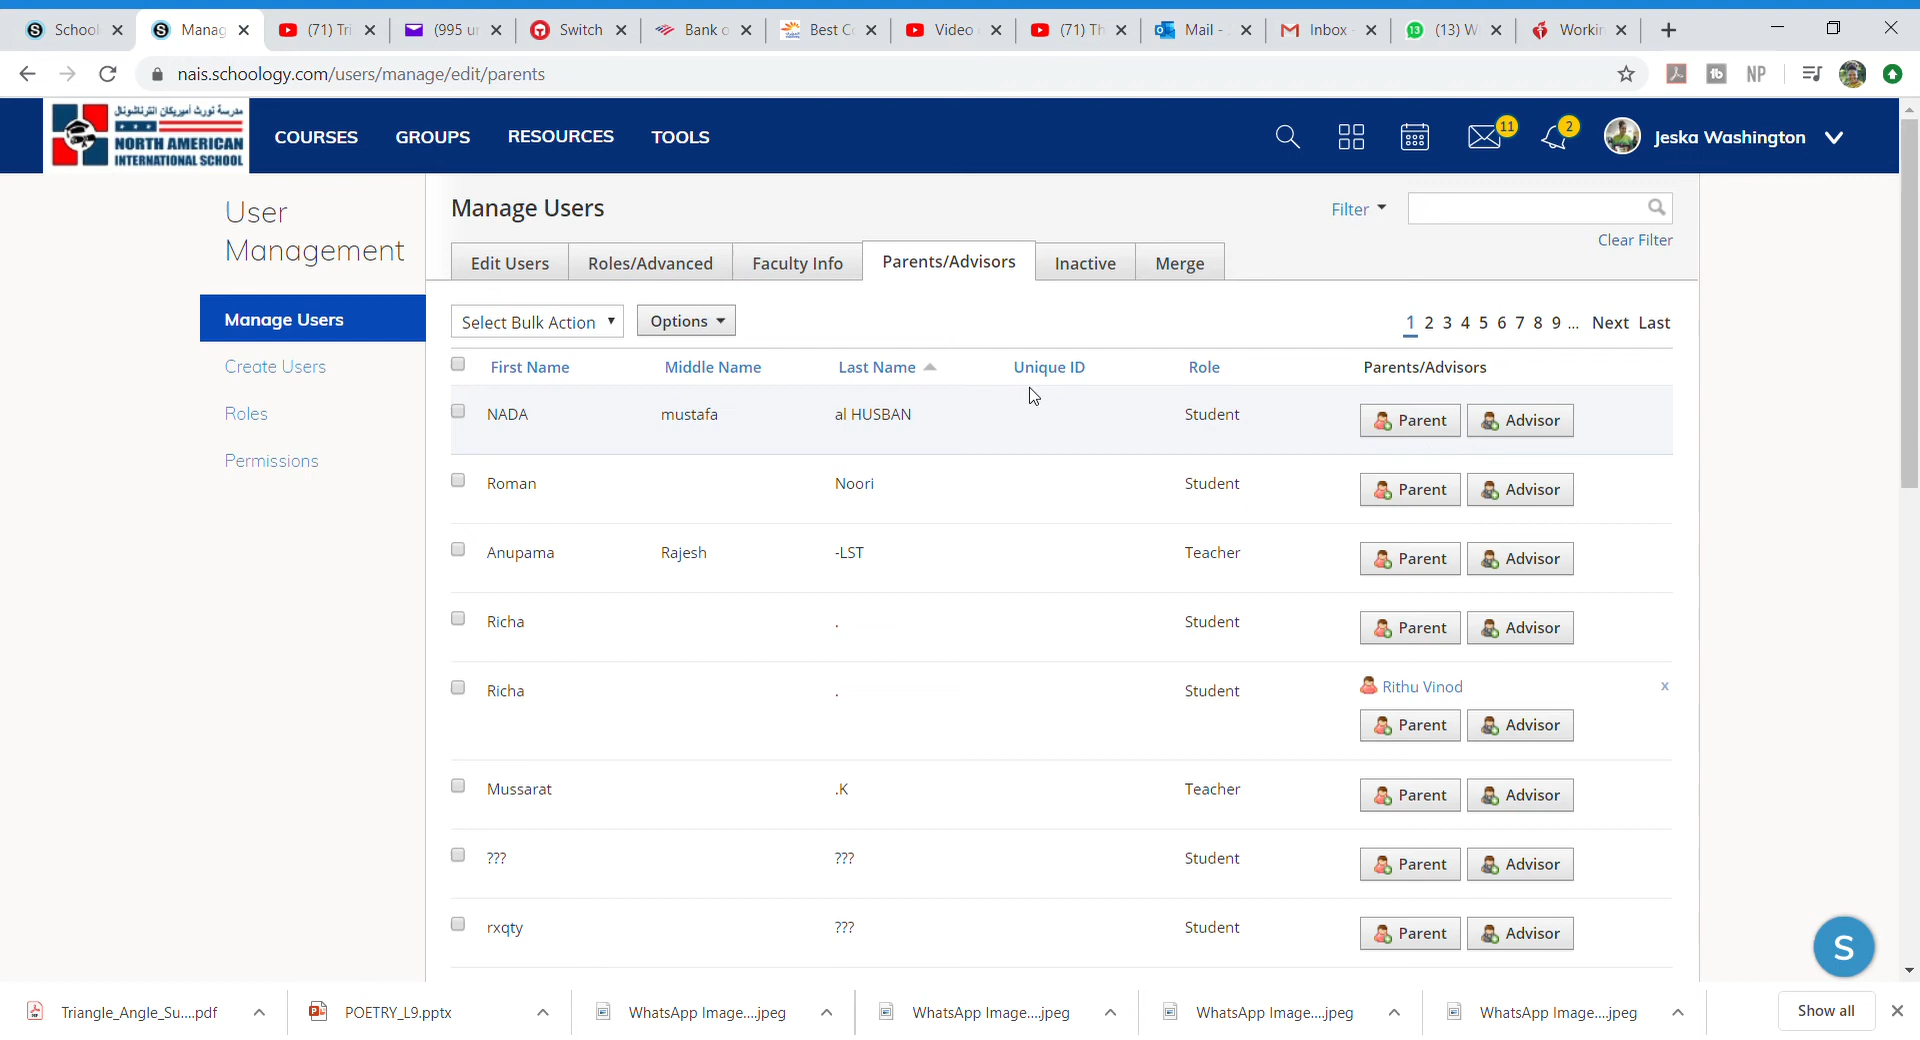 School
Manag
(71) Tri
(995 u
Switch
Bank o
Best Co
Video
(71) Th
Mail -
Inbox
13
(13) W
Workin
nais.schoology.com/users/manage/edit/parents
NP
مدرسة نورث أميريكان انترناشونال
NORTH AMERICAN
INTERNATIONAL SCHOOL
COURSES GROUPS RESOURCES TOOLS
11
2
Jeska Washington
User
Management
Manage Users
Create Users
Roles
Permissions
Manage Users
Filter
Clear Filter
Edit Users Roles/Advanced Faculty Info Parents/Advisors Inactive Merge
Select Bulk Action Options
1 2 3 4 5 6 7 8 9 ... Next Last
First Name Middle Name Last Name Unique ID Role Parents/Advisors
NADA mustafa al HUSBAN Student Parent Advisor
Roman Noori Student Parent Advisor
Anupama Rajesh -LST Teacher Parent Advisor
Richa . Student Parent Advisor
Richa . Student Rithu Vinod x
Parent Advisor
Mussarat .K Teacher Parent Advisor
??? ??? Student Parent Advisor
rxqty ??? Student Parent Advisor
S
Triangle_Angle_Su....pdf
POETRY_L9.pptx
WhatsApp Image....jpeg
WhatsApp Image....jpeg
WhatsApp Image....jpeg
WhatsApp Image....jpeg
Show all